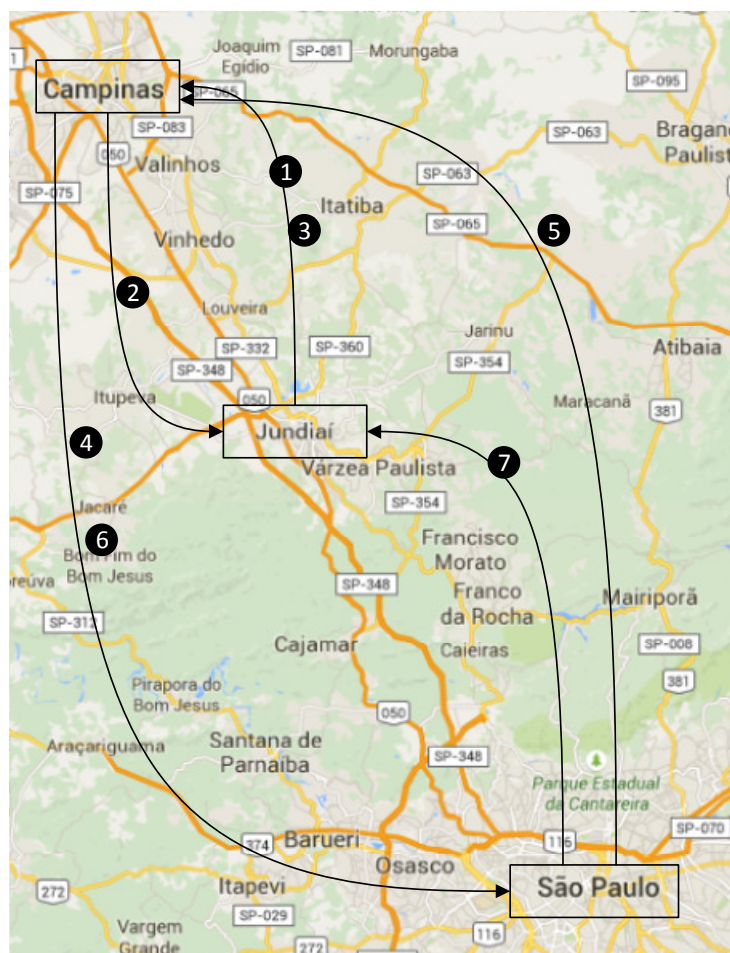 Joaquim
Egídio
SP-081
Morungaba
1
Campinas
SP-065
SP-095
SP-083
SP-063
Bragan
Paulist
050
Valinhos
1
SP-063
SP-075
Itatiba
SP-065
3
5
Vinhedo
2
Louveira
SP-332
SP-360
Jarinu
Atibaia
SP-348
SP-354
Itupeva
050
Maracanã
381
Jundiaí
4
Várzea Paulista
7
SP-354
Jacaré
6
Francisco
Morato
Bom Fim do
Bom Jesus
reúva
SP-348
Franco
da Rocha
Mairiporã
SP-312
Cajamar
Caieiras
SP-008
381
Pirapora do
Bom Jesus
050
Araçariguama
Santana de
Parnaíba
SP-348
Parque Estadual
da Cantareira
SP-070
374
Barueri
116
Osasco
272
Itapevi
São Paulo
SP-029
Vargem
Grande
272
116